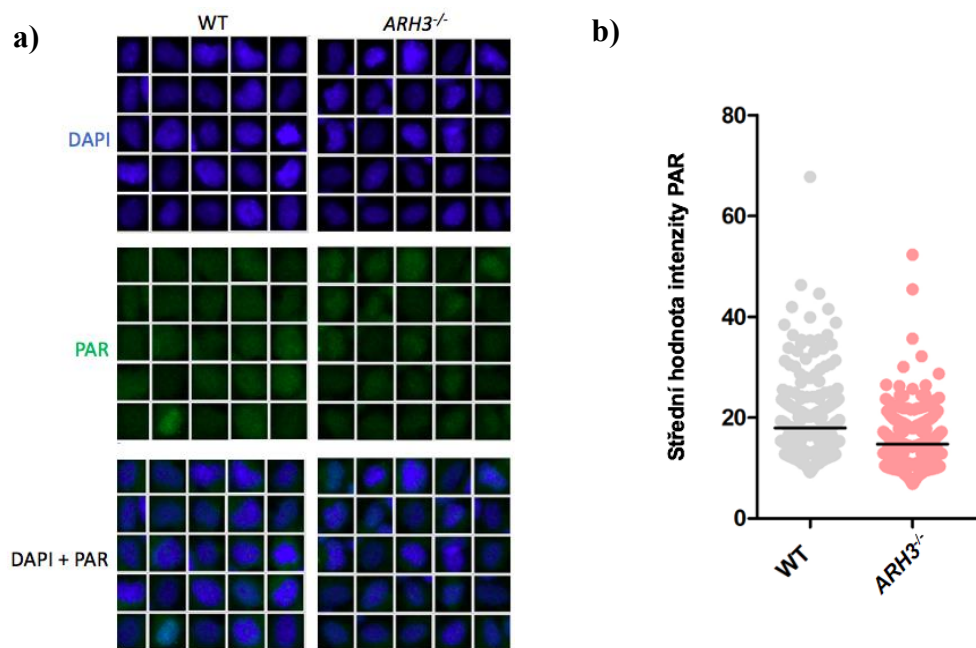 a)
WT
ARH3-/-
DAPI
PAR
DAPI + PAR
b)
Střední hodnota intenzity PAR
80
60
40
20
0
WT
ARH3-/-